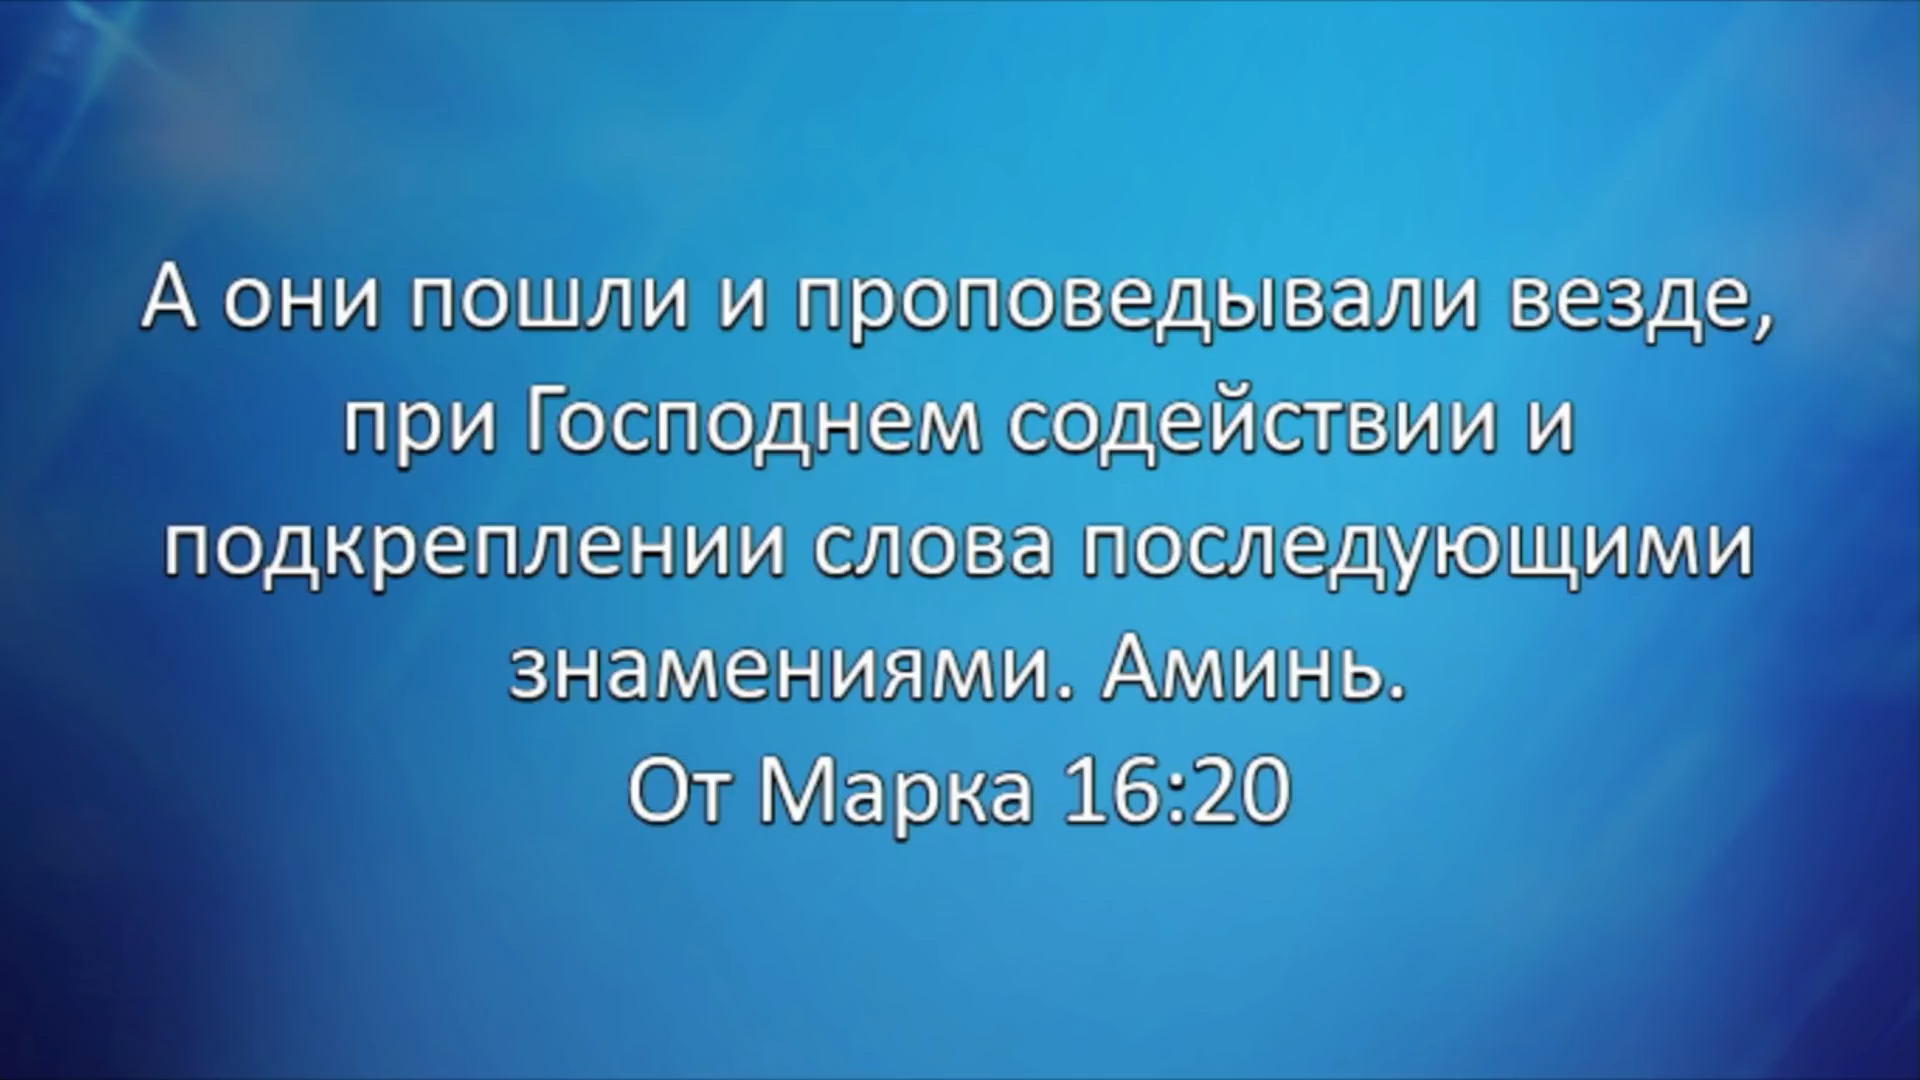 А они пошли и проповедывали везде,
при Господнем содействии и
подкреплении слова последующими
знамениями. Аминь.
От Марка 16:20